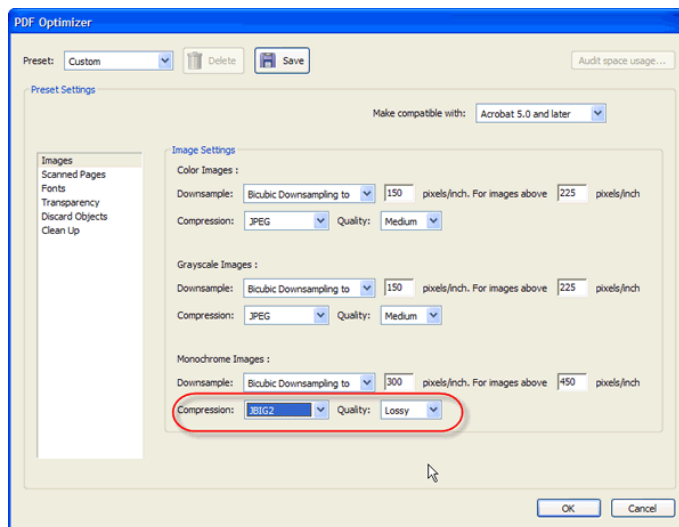 PDF Optimizer
Preset: Custom Delete Save Audit space usage...
Preset Settings
Make compatible with: Acrobat 5.0 and later
Images
Scanned Pages
Fonts
Transparency
Discard Objects
Clean Up
Image Settings
Color Images :
Downsample: Bicubic Downsampling to 150 pixels/inch. For images above 225 pixels/inch
Compression: JPEG Quality: Medium
Grayscale Images :
Downsample: Bicubic Downsampling to 150 pixels/inch. For images above 225 pixels/inch
Compression: JPEG Quality: Medium
Monochrome Images :
Downsample: Bicubic Downsampling to 300 pixels/inch. For images above 450 pixels/inch
Compression: JBIG2 Quality: Lossy
OK Cancel